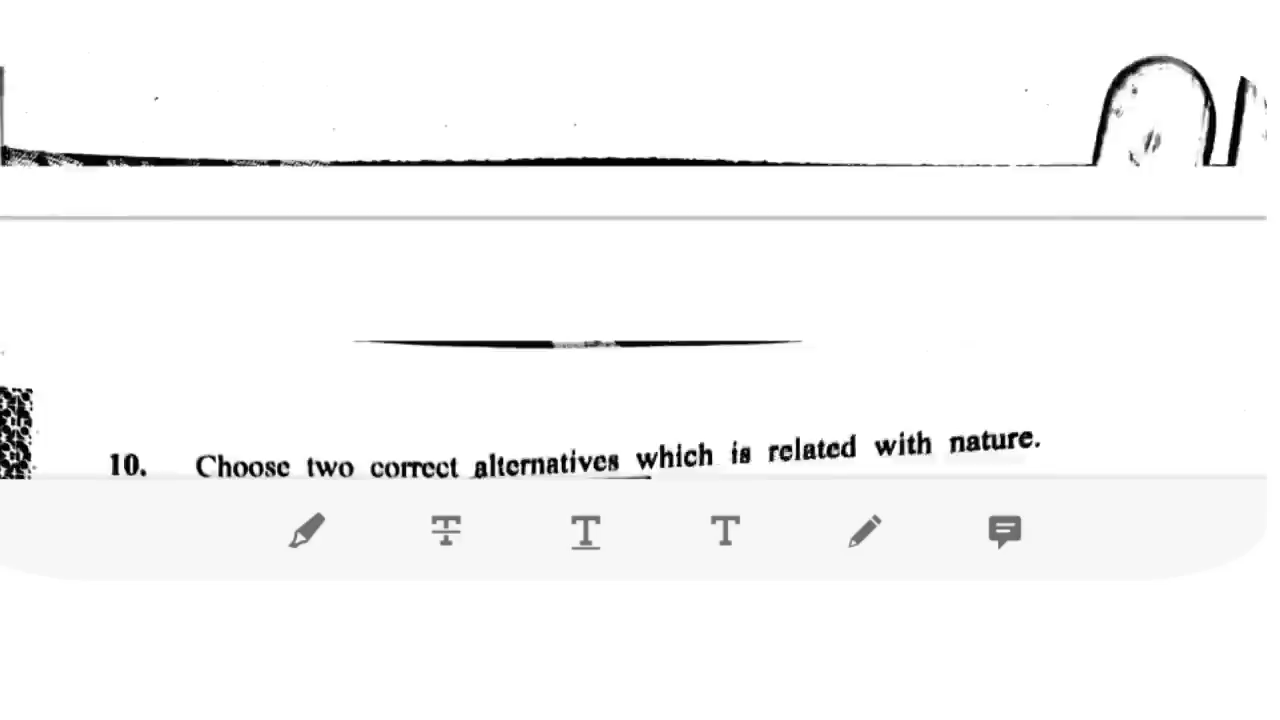 10. Choose two correct alternatives which is related with nature.